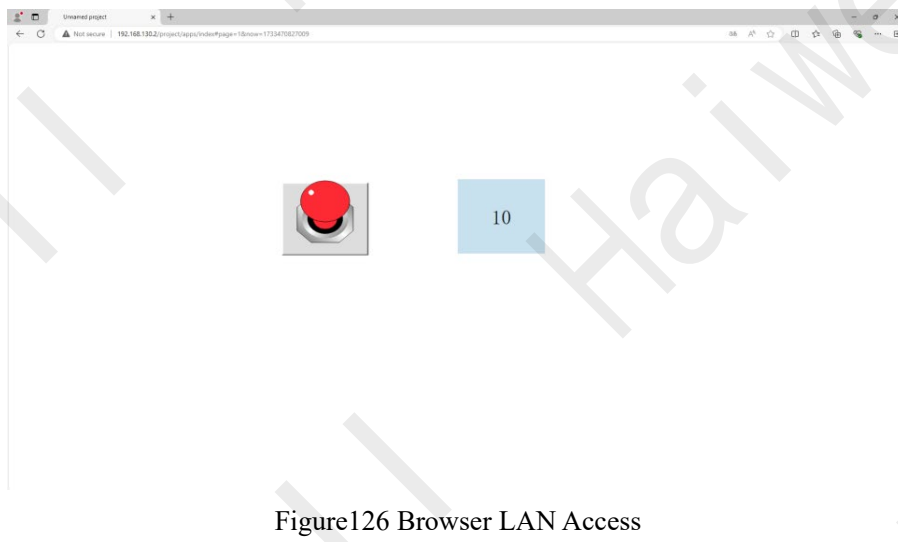 Unnamed project
Not secure | 192.168.130.2/project/apps/index#page=1&now=1733470827009
10
Haiwe
Figure126 Browser LAN Access